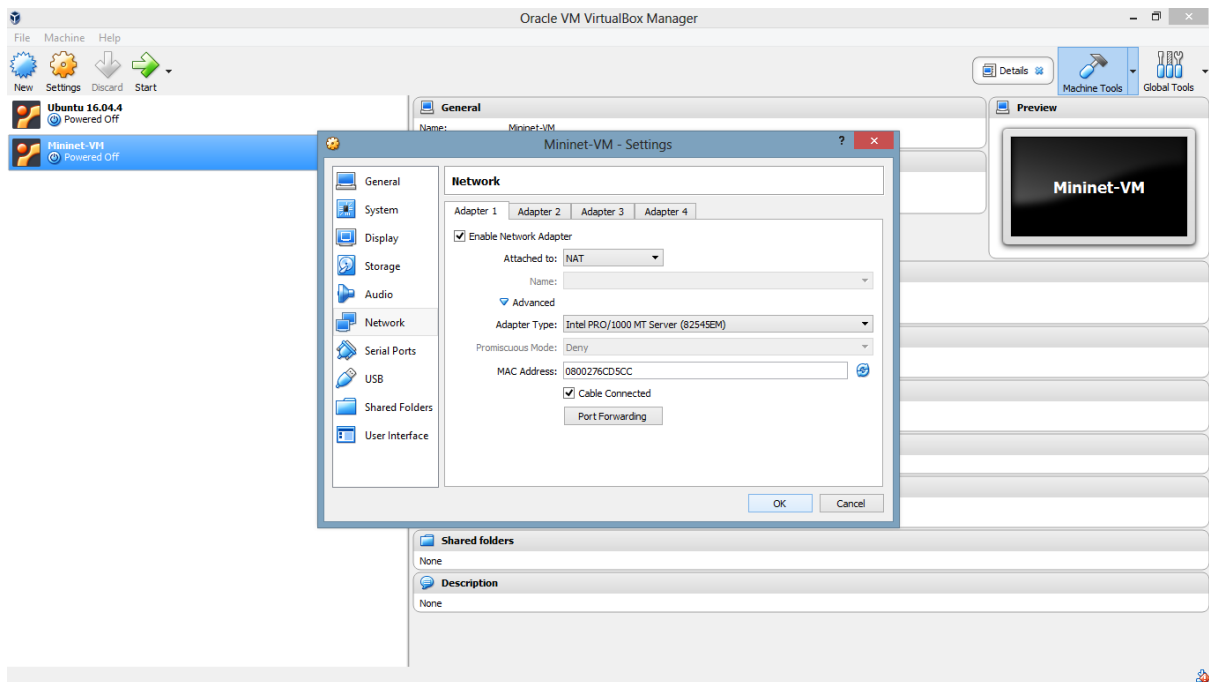 Oracle VM VirtualBox Manager
File Machine Help
New Settings Discard Start
Details
Machine Tools
Global Tools
Ubuntu 16.04.4
Powered Off
Mininet-VM
Powered Off
General
Name: Mininet-VM
Preview
Mininet-VM
Mininet-VM - Settings
?
General
System
Display
Storage
Audio
Network
Serial Ports
USB
Shared Folders
User Interface
Network
Adapter 1 Adapter 2 Adapter 3 Adapter 4
Enable Network Adapter
Attached to: NAT
Name:
Advanced
Adapter Type: Intel PRO/1000 MT Server (82545EM)
Promiscuous Mode: Deny
MAC Address: 0800276CD5CC
Cable Connected
Port Forwarding
OK Cancel
Shared folders
None
Description
None